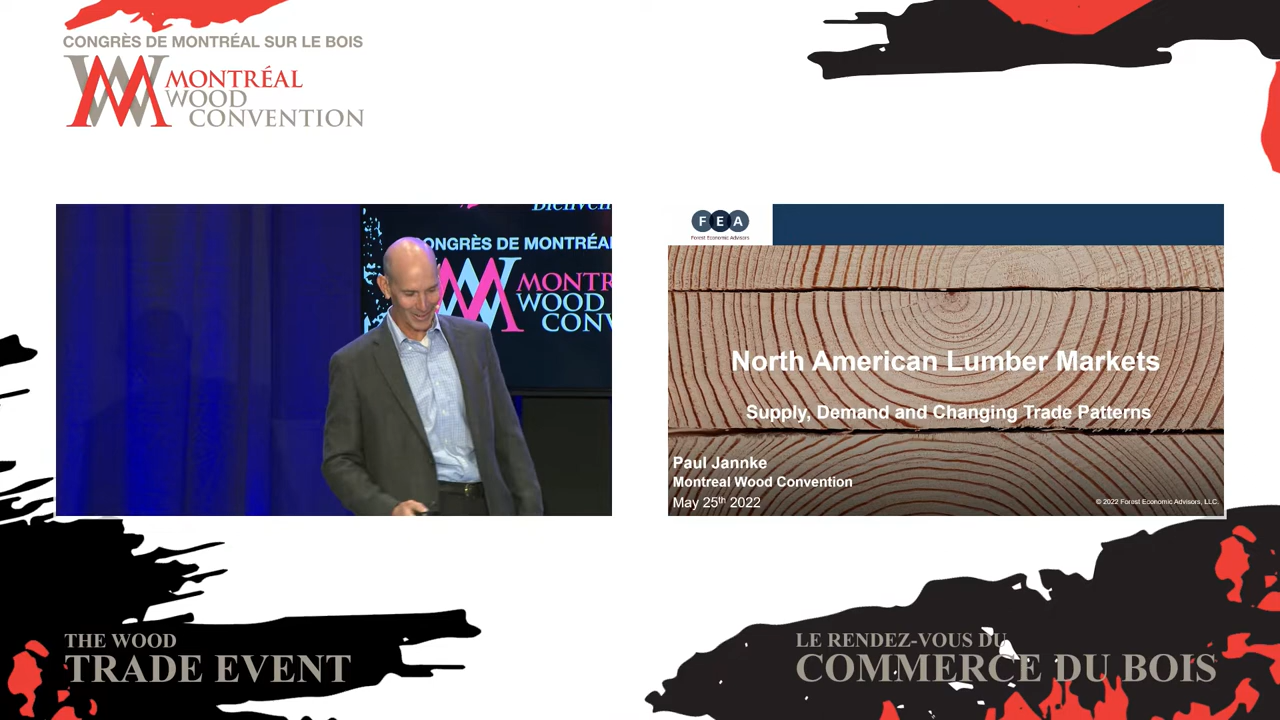 CONGRÈS DE MONTRÉAL SUR LE BOIS
MONTRÉAL
WOOD
CONVENTION
CONGRÈS DE MONTRÉA
MONTR
WOOD
CONV
FEA
Forest Economic Advisors
North American Lumber Markets
Supply, Demand and Changing Trade Patterns
Paul Jannke
Montreal Wood Convention
May 25th 2022
© 2022 Forest Economic Advisors, LLC.
THE WOOD
TRADE EVENT
LE RENDEZ-VOUS DU
COMMERCE DU BOIS